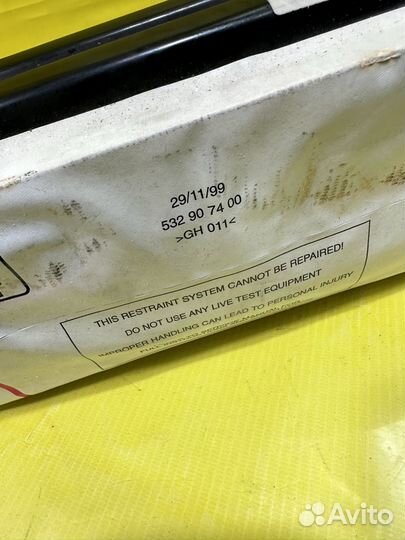 29/11/99
532 90 74 00
>GH 011<
THIS RESTRAINT SYSTEM CANNOT BE REPAIRED!
DO NOT USE ANY LIVE TEST EQUIPMENT
IMPROPER HANDLING CAN LEAD TO PERSONAL INJURY
Avito